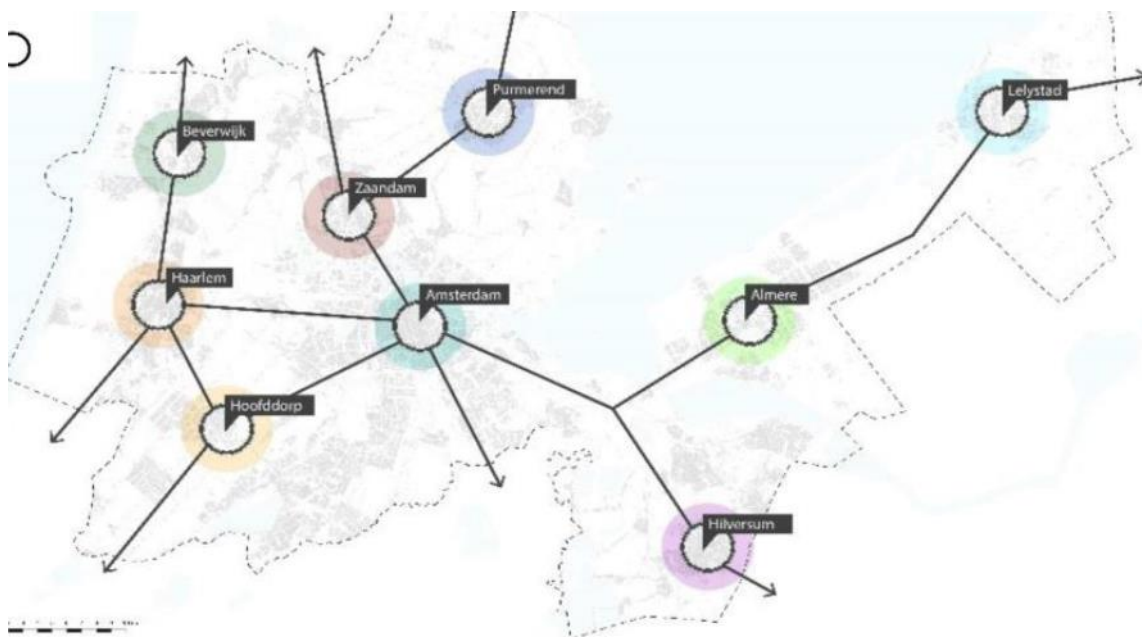 Purmerend
Lelystad
Beverwijk
Zaandam
Haarlem
Amsterdam
Almere
Hoofddorp
Hilversum